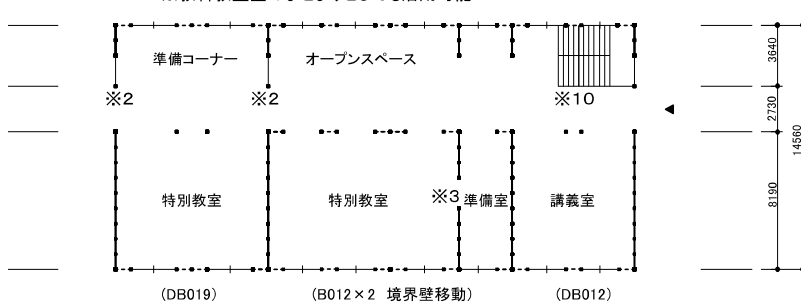 準備コーナー
オープンスペース
※2
※2
※10
◀
3640
2730
8190
14560
特別教室
特別教室
※3
準備室
講義室
(DB019)
(B012×2 境界壁移動)
(DB012)